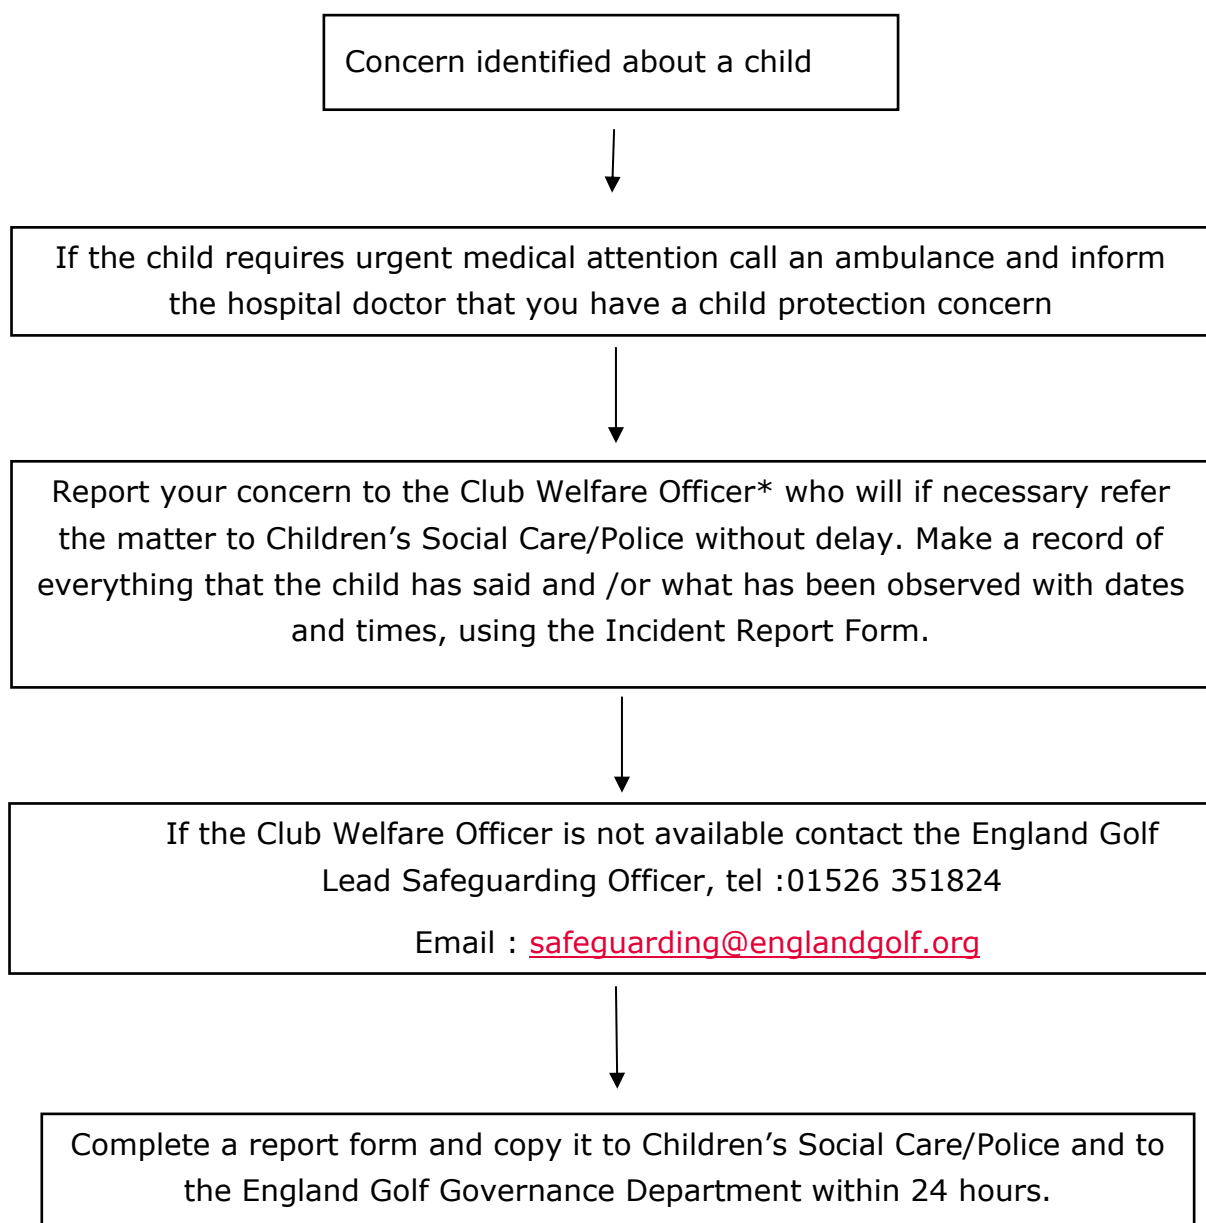 Concern identified about a child
If the child requires urgent medical attention call an ambulance and inform
the hospital doctor that you have a child protection concern
Report your concern to the Club Welfare Officer* who will if necessary refer
the matter to Children’s Social Care/Police without delay. Make a record of
everything that the child has said and /or what has been observed with dates
and times, using the Incident Report Form.
If the Club Welfare Officer is not available contact the England Golf
Lead Safeguarding Officer, tel :01526 351824
Email : safeguarding@englandgolf.org
Complete a report form and copy it to Children’s Social Care/Police and to
the England Golf Governance Department within 24 hours.